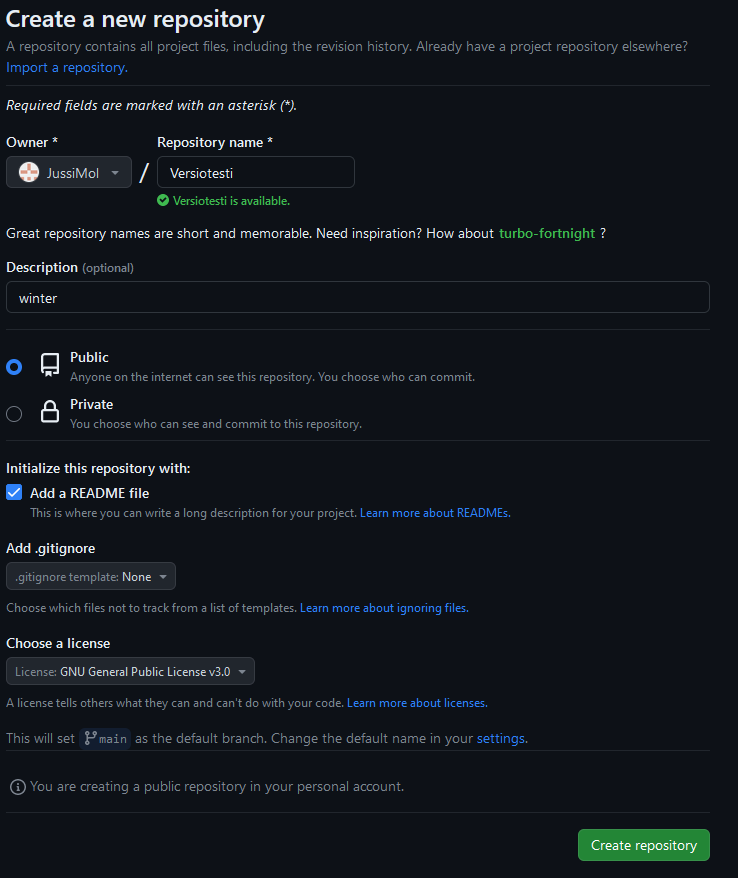 Create a new repository
A repository contains all project files, including the revision history. Already have a project repository elsewhere?
Import a repository.
Required fields are marked with an asterisk (*).
Owner * Repository name *
JussiMol / Versiotesti
Versiotesti is available.
Great repository names are short and memorable. Need inspiration? How about turbo-fortnight ?
Description (optional)
winter
Public
Anyone on the internet can see this repository. You choose who can commit.
Private
You choose who can see and commit to this repository.
Initialize this repository with:
Add a README file
This is where you can write a long description for your project. Learn more about READMEs.
Add .gitignore
.gitignore template: None
Choose which files not to track from a list of templates. Learn more about ignoring files.
Choose a license
License: GNU General Public License v3.0
A license tells others what they can and can't do with your code. Learn more about licenses.
This will set main as the default branch. Change the default name in your settings.
You are creating a public repository in your personal account.
Create repository